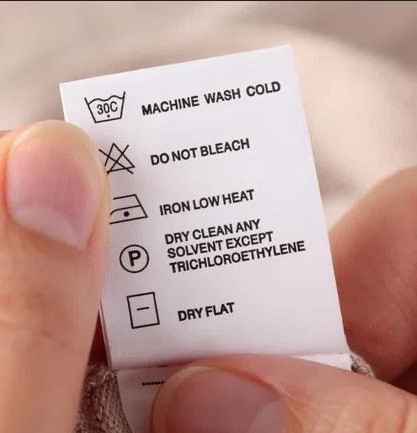 30C MACHINE WASH COLD
DO NOT BLEACH
IRON LOW HEAT
DRY CLEAN ANY
P SOLVENT EXCEPT
TRICHLOROETHYLENE
DRY FLAT